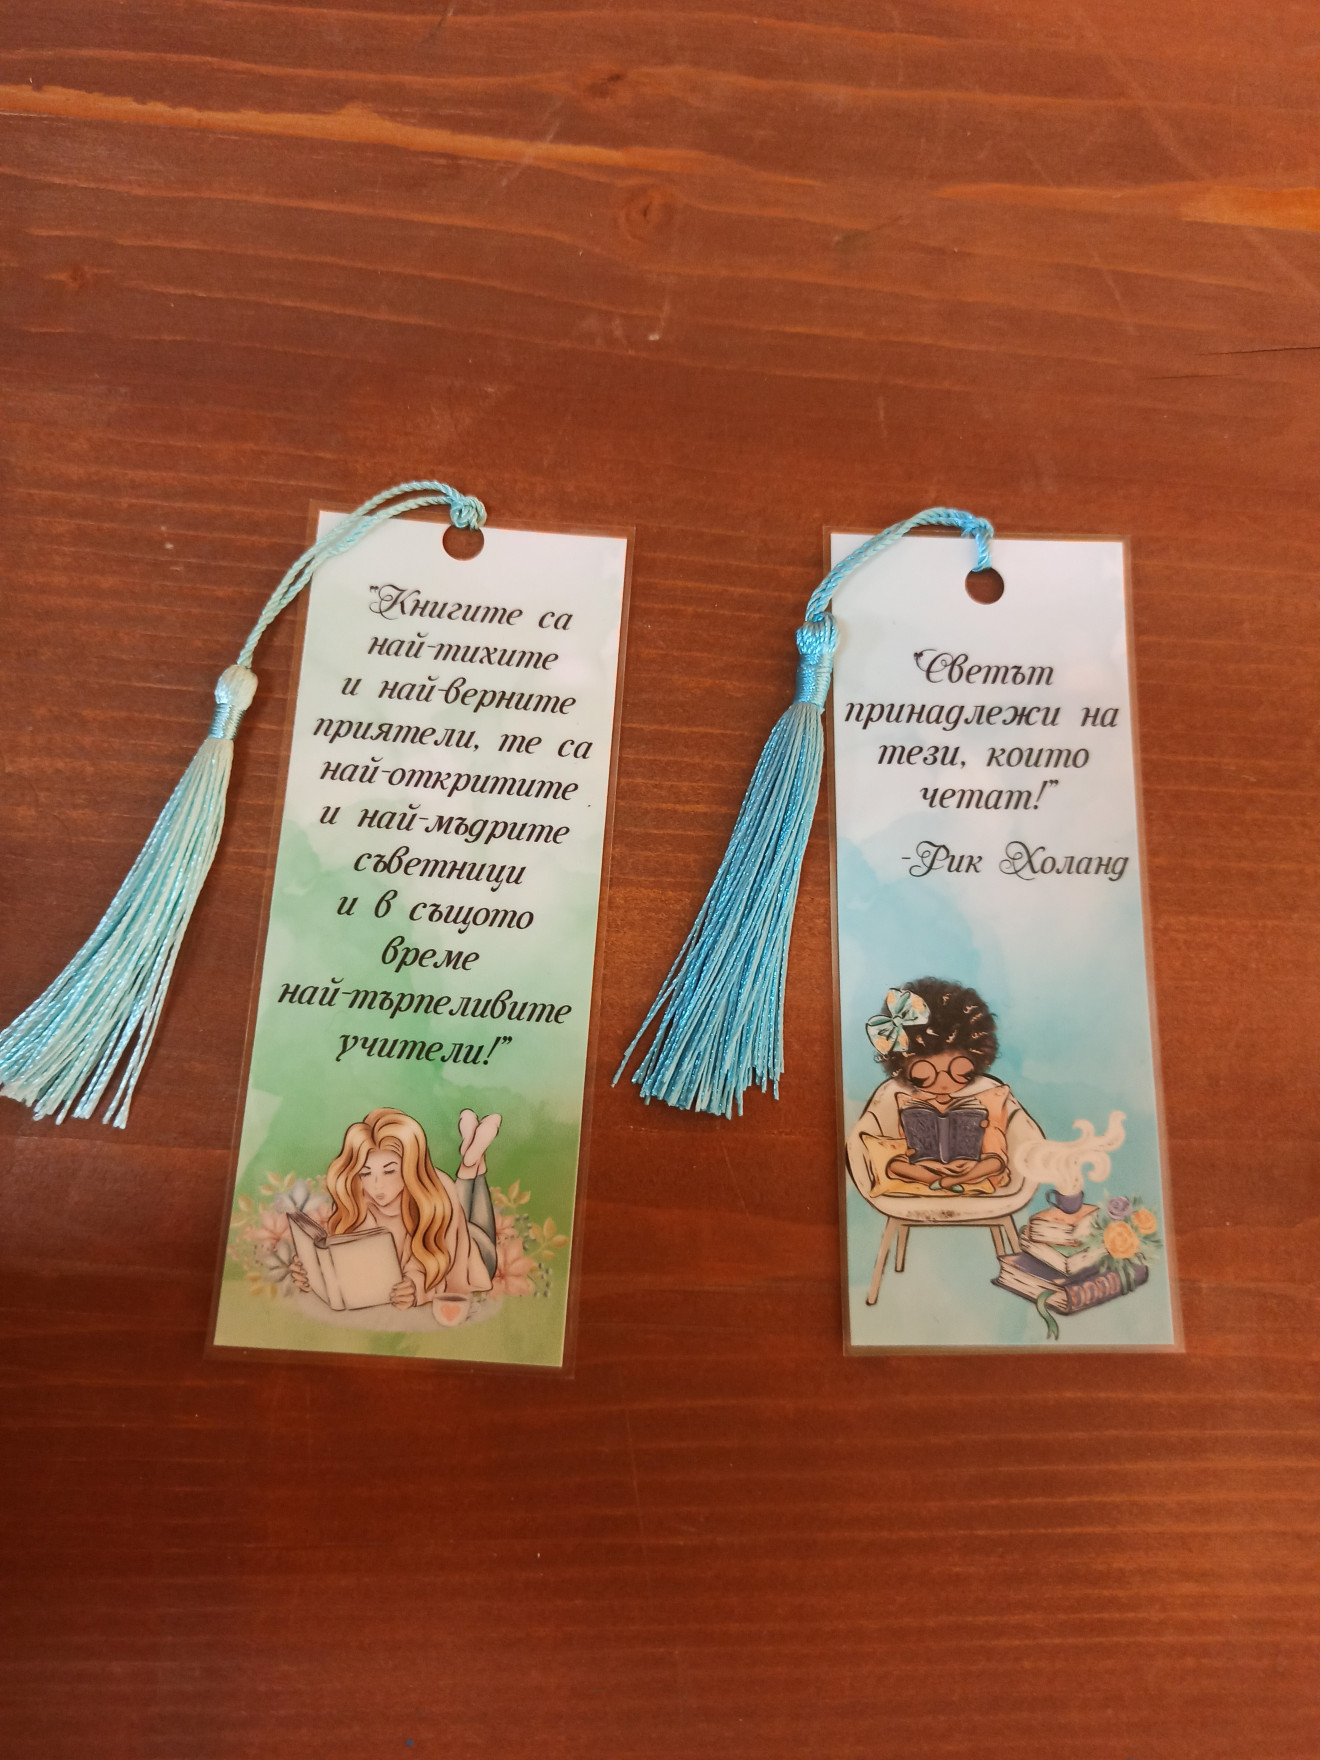 "Книгите са
най-тихите
и най-верните
приятели, те са
най-откритите
и най-мъдрите
съветници
и в същото
време
най-търпеливите
учители!"
"Светът
принадлежи на
тези, които
четат!"
-Рик Холанд